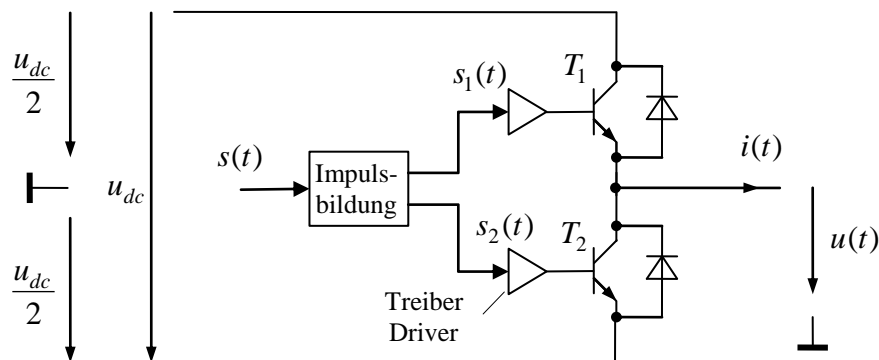 u_dc
2
u_dc
u_dc
2
s(t)
Impuls-
bildung
s_1(t)
s_2(t)
T_1
T_2
Treiber
Driver
i(t)
u(t)